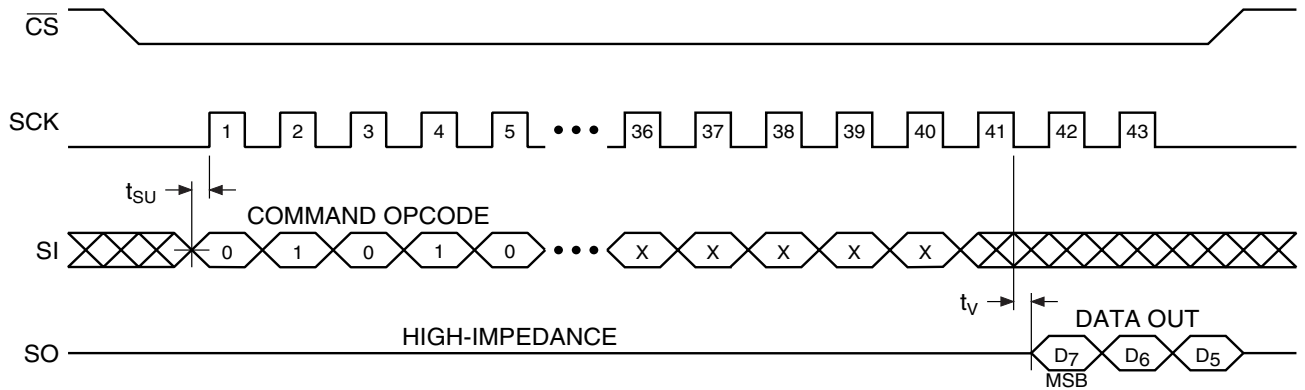 CS
SCK 1 2 3 4 5 ••• 36 37 38 39 40 41 42 43
tSU
COMMAND OPCODE
SI 0 1 0 1 0 ••• X X X X X
tV
HIGH-IMPEDANCE
DATA OUT
SO D7 D6 D5
MSB